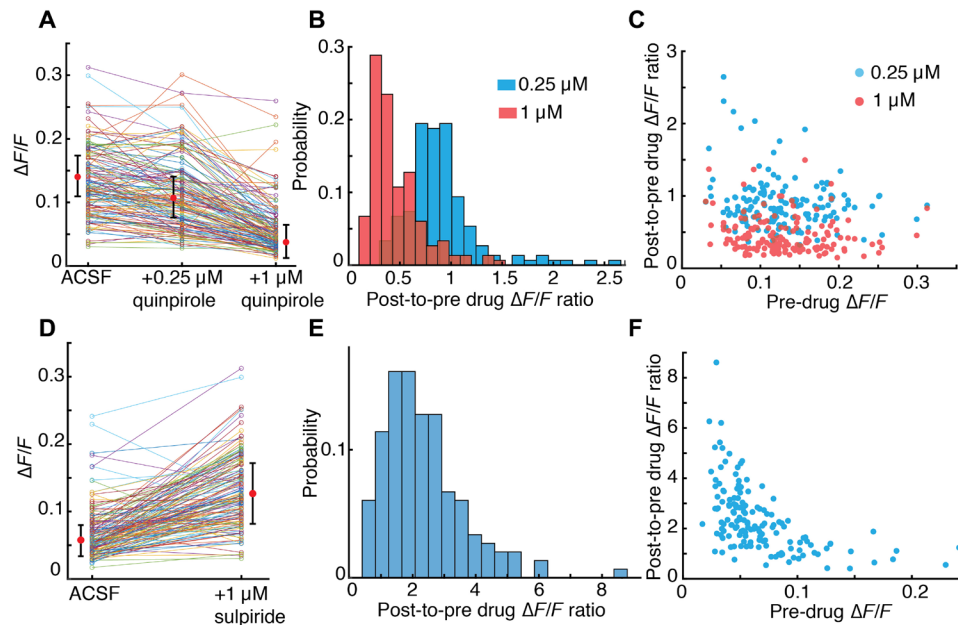 A
ΔF/F
0.3
0.2
0.1
0
ACSF
+0.25 μM
quinpirole
+1 μM
quinpirole
B
Probability
0.3
0.2
0.1
0.25 μM
1 μM
0.5
1.0
1.5
2.0
2.5
Post-to-pre drug ΔF/F ratio
C
Post-to-pre drug ΔF/F ratio
3
2
1
0
0.25 μM
1 μM
0
0.1
0.2
0.3
Pre-drug ΔF/F
D
ΔF/F
0.3
0.2
0.1
0
ACSF
+1 μM
sulpiride
E
Probability
0.1
0
2
4
6
8
Post-to-pre drug ΔF/F ratio
F
Post-to-pre drug ΔF/F ratio
8
6
4
2
0
0
0.1
0.2
Pre-drug ΔF/F